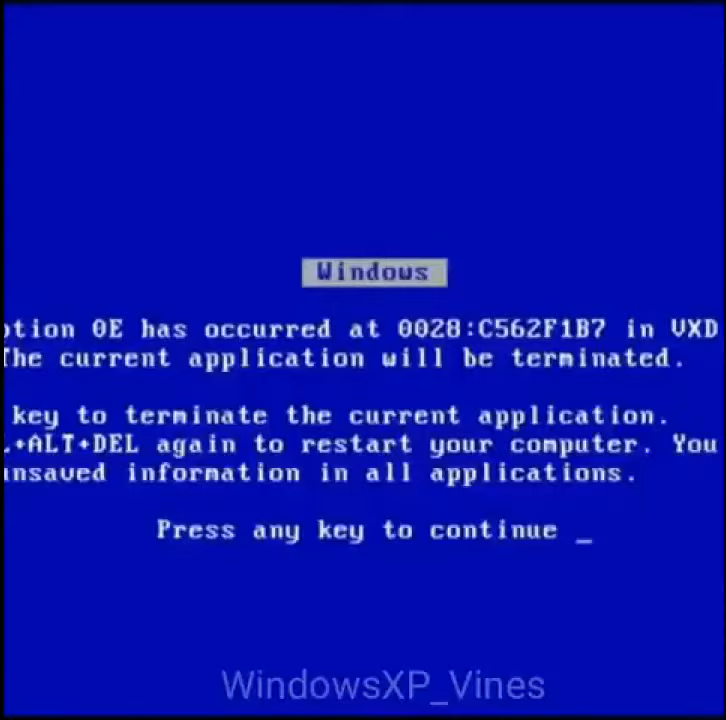 Windows
ption 0E has occurred at 0028:C562F1B7 in VXD
The current application will be terminated.
key to terminate the current application.
L+ALT+DEL again to restart your computer. You
unsaved information in all applications.
Press any key to continue _
WindowsXP_Vines